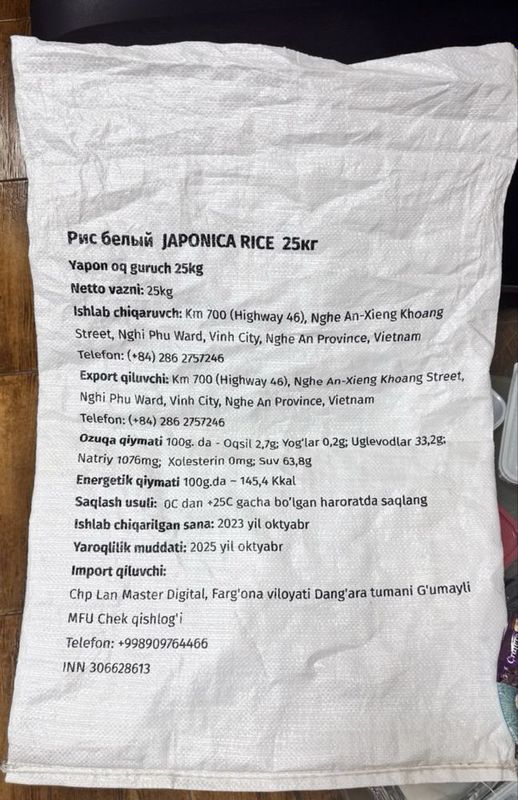 Рис белый JAPONICA RICE 25кг
Yapon oq guruch 25kg
Netto vazni: 25kg
Ishlab chiqaruvch: Km 700 (Highway 46), Nghe An-Xieng Khoang
Street, Nghi Phu Ward, Vinh City, Nghe An Province, Vietnam
Telefon: (+84) 286 2757246
Export qiluvchi: Km 700 (Highway 46), Nghe An-Xieng Khoang Street,
Nghi Phu Ward, Vinh City, Nghe An Province, Vietnam
Telefon: (+84) 286 2757246
Ozuqa qiymati 100g. da - Oqsil 2,7g; Yog'lar 0,2g; Uglevodlar 33,2g;
Natriy 1076mg; Xolesterin 0mg; Suv 63,8g
Energetik qiymati 100g.da – 145,4 Kkal
Saqlash usuli: 0C dan +25C gacha bo'lgan haroratda saqlang
Ishlab chiqarilgan sana: 2023 yil oktyabr
Yaroqlilik muddati: 2025 yil oktyabr
Import qiluvchi:
Chp Lan Master Digital, Farg'ona viloyati Dang'ara tumani G'umayli
MFU Chek qishlog'i
Telefon: +998909764466
INN 306628613